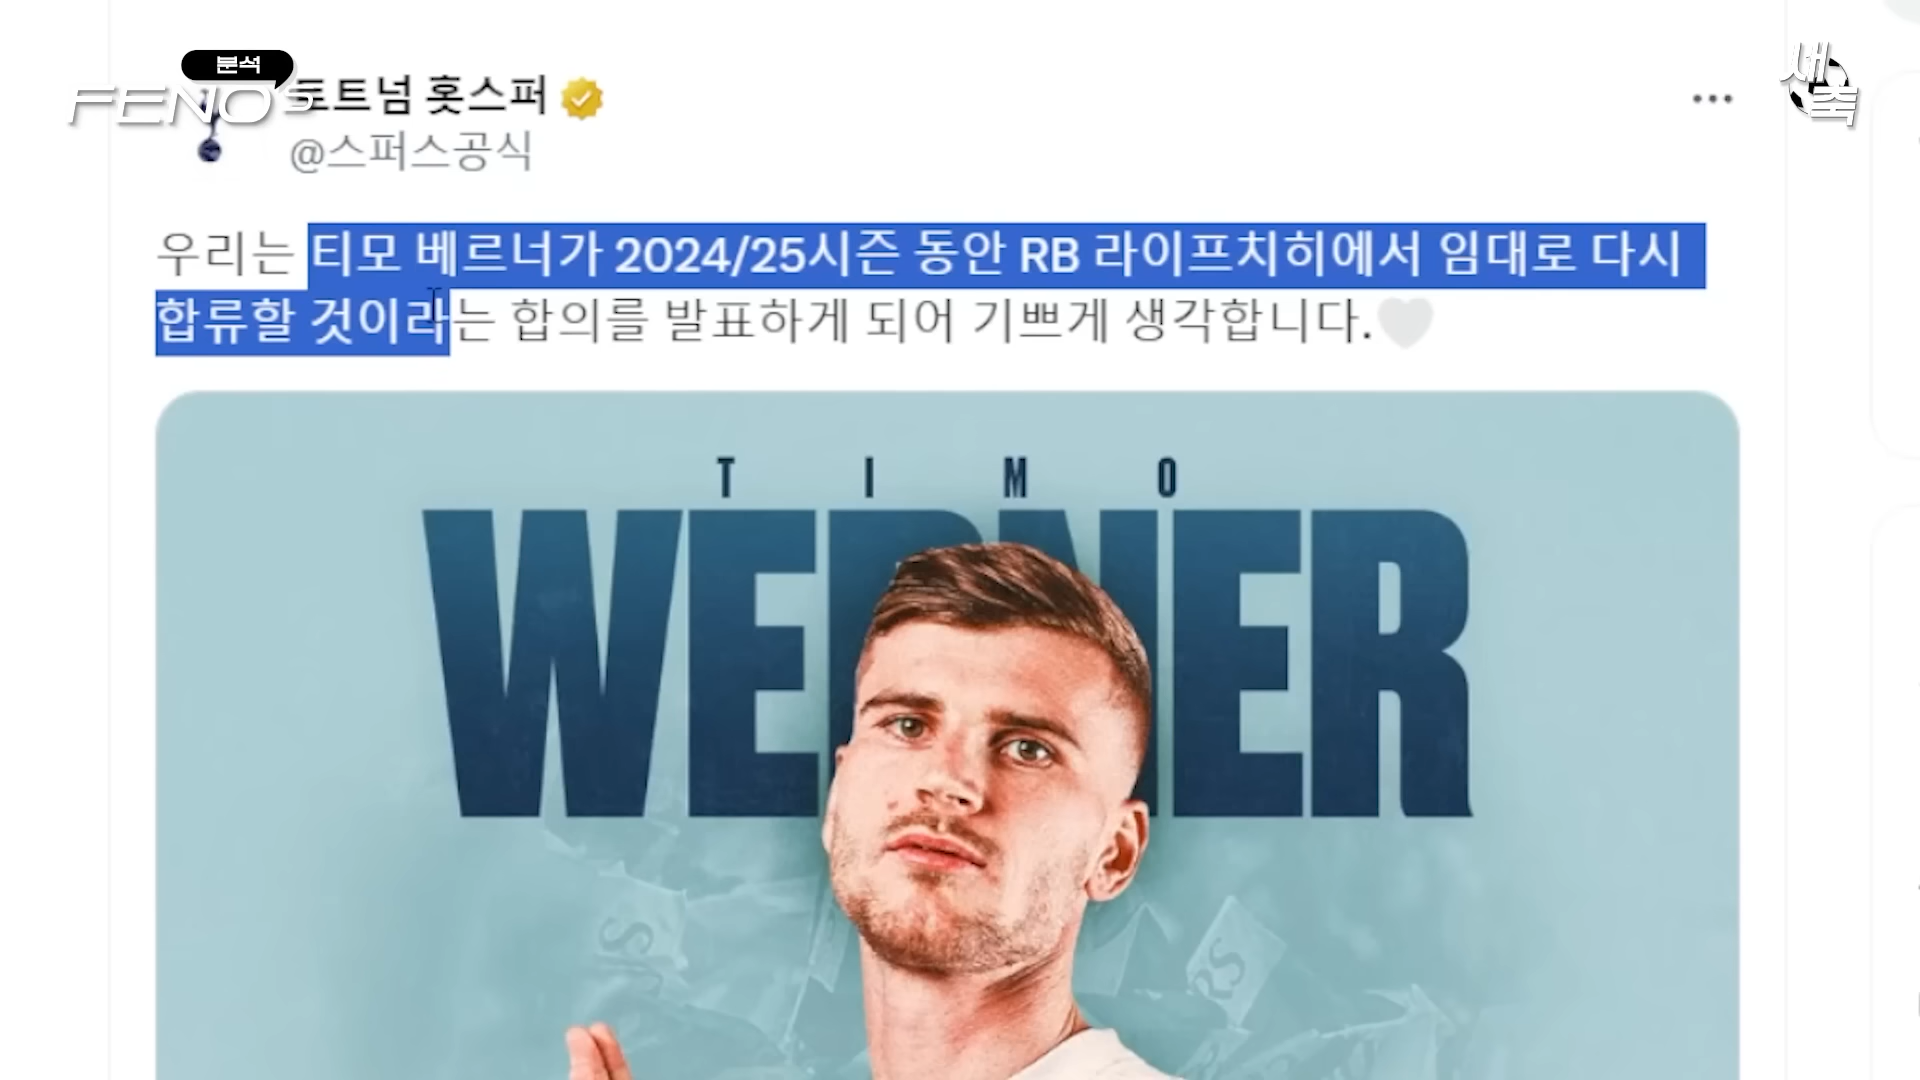 분석
FENO'S
토트넘 홋스퍼
세축
@스퍼스공식
우리는 티모 베르너가 2024/25시즌 동안 RB 라이프치히에서 임대로 다시
합류할 것이라는 합의를 발표하게 되어 기쁘게 생각합니다.🤍
TIMO
WERNER